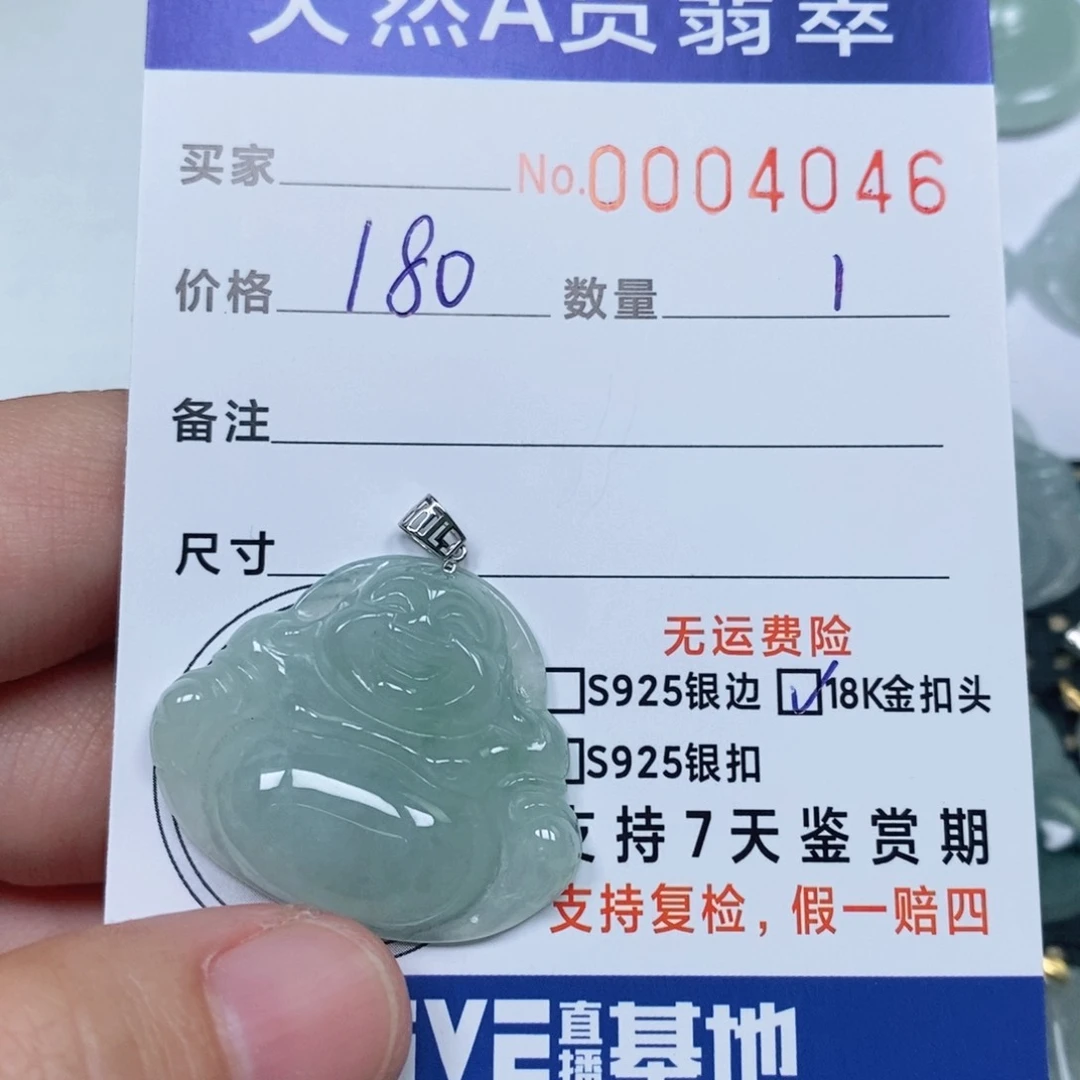 天然A货翡翠
买家 No.0004046
价格 180 数量 1
备注
尺寸
无运费险
S925银边 18K金扣头
S925银扣
支持7天鉴赏期
支持复检，假一赔四
IVE直播基地